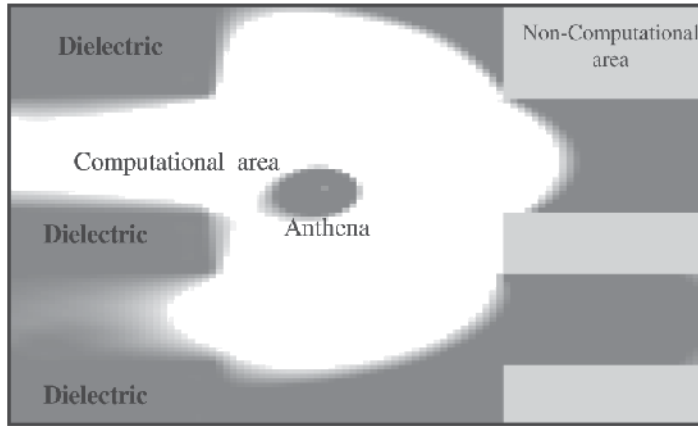 Dielectric
Non-Computational
area
Computational area
Anthena
Dielectric
Dielectric